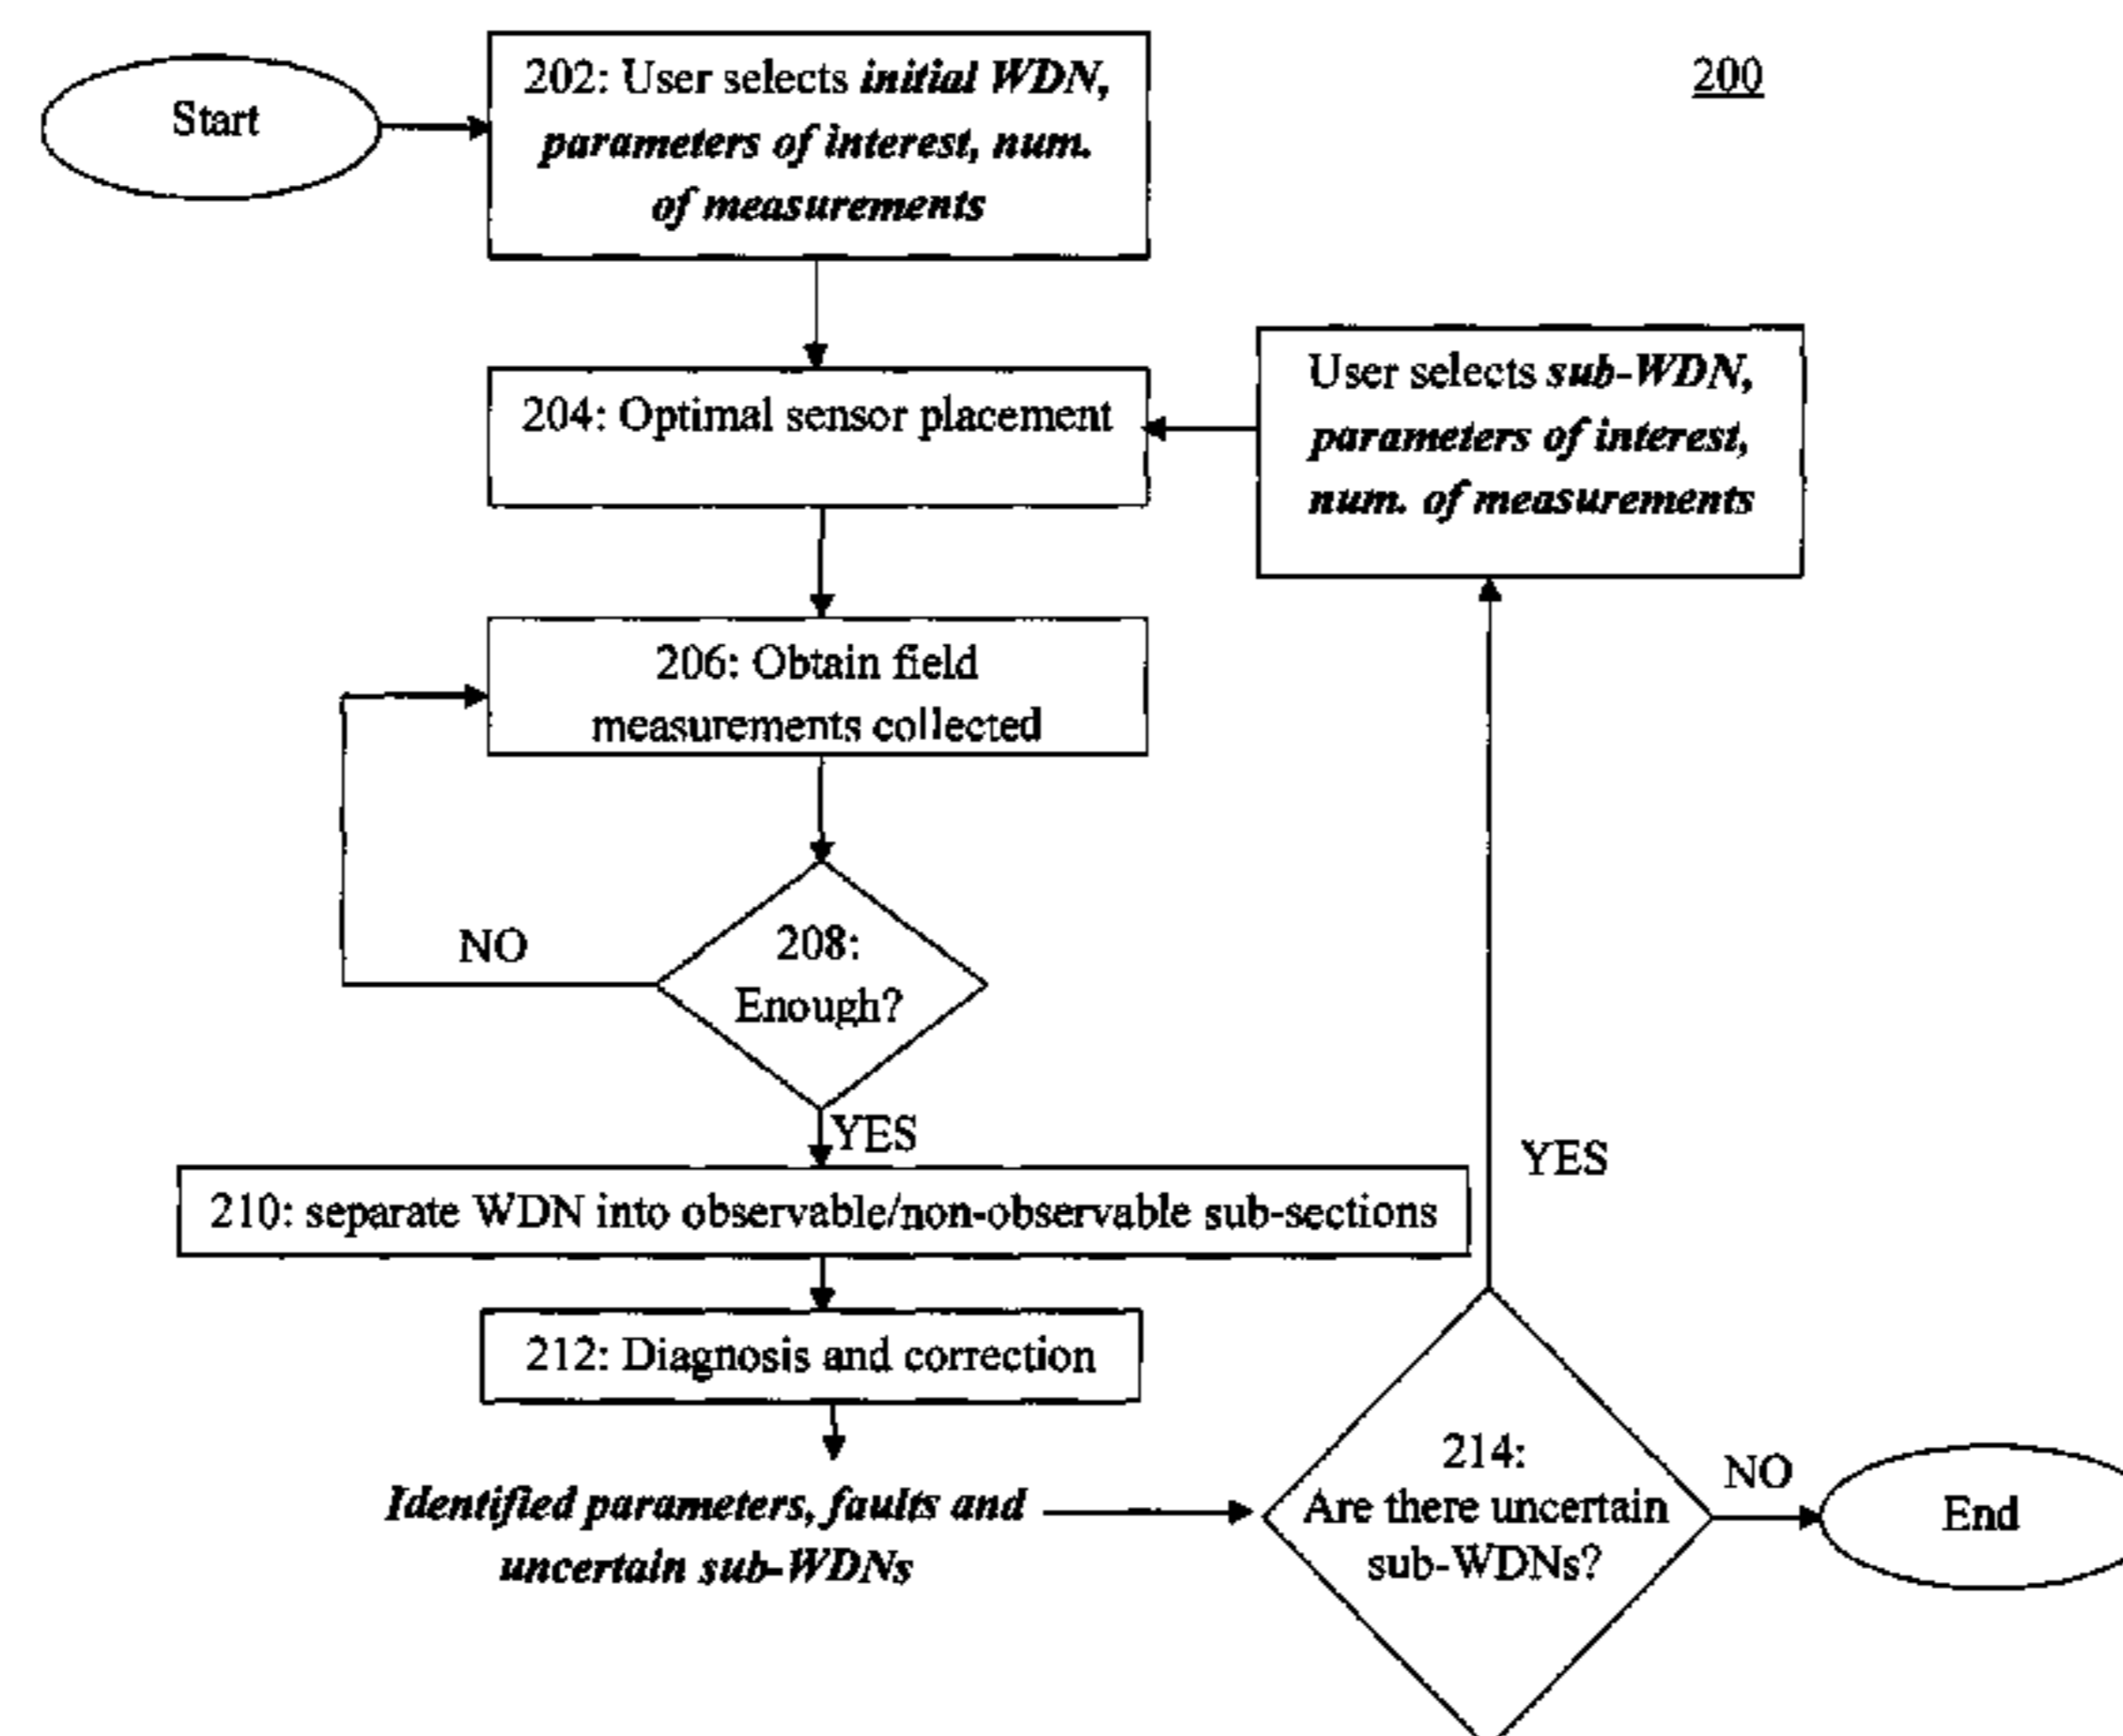 Start
202: User selects initial WDN,
parameters of interest, num.
of measurements
200
204: Optimal sensor placement
User selects sub-WDN,
parameters of interest,
num. of measurements
206: Obtain field
measurements collected
NO
208:
Enough?
YES
YES
210: separate WDN into observable/non-observable sub-sections
212: Diagnosis and correction
Identified parameters, faults and
uncertain sub-WDNs
214:
Are there uncertain
sub-WDNs?
NO
End